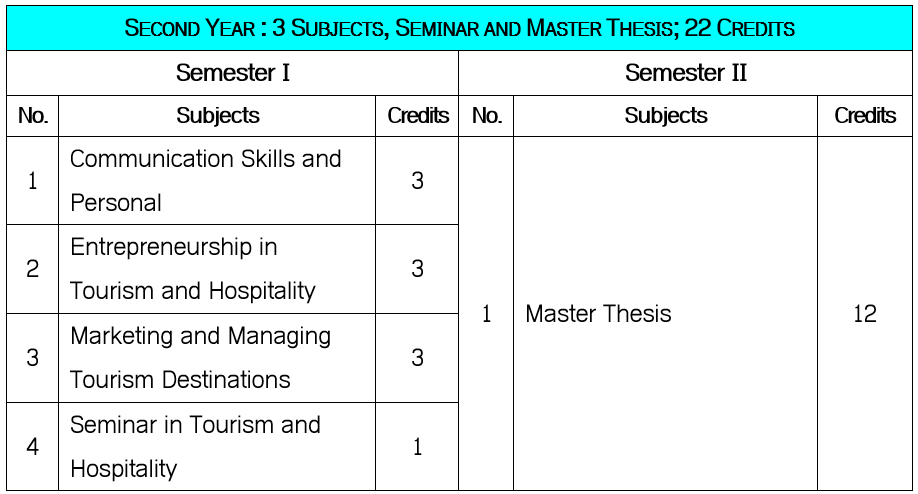 SECOND YEAR : 3 SUBJECTS, SEMINAR AND MASTER THESIS; 22 CREDITS
Semester I
Semester II
No.
Subjects
Credits
No.
Subjects
Credits
1
Communication Skills and
Personal
3
2
Entrepreneurship in
Tourism and Hospitality
3
3
Marketing and Managing
Tourism Destinations
3
4
Seminar in Tourism and
Hospitality
1
1
Master Thesis
12